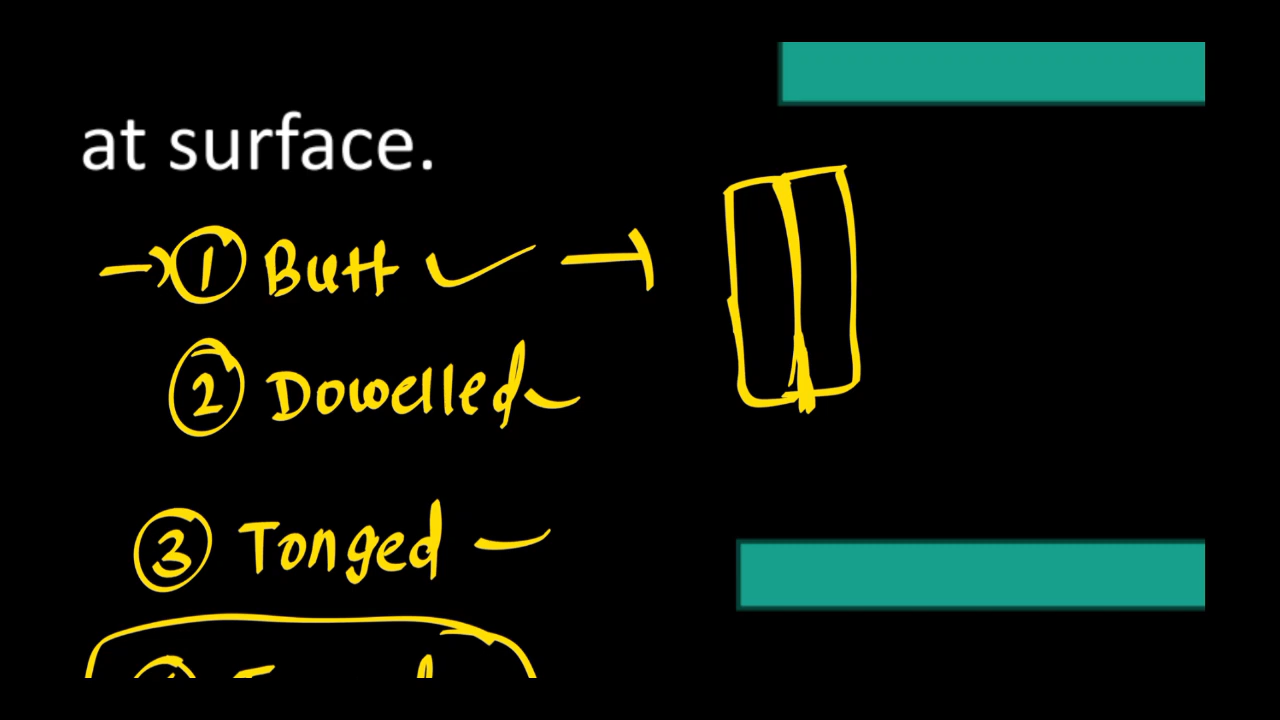 at surface.
→ ① Butt ✓ –
② Dowelled –
③ Tonged –